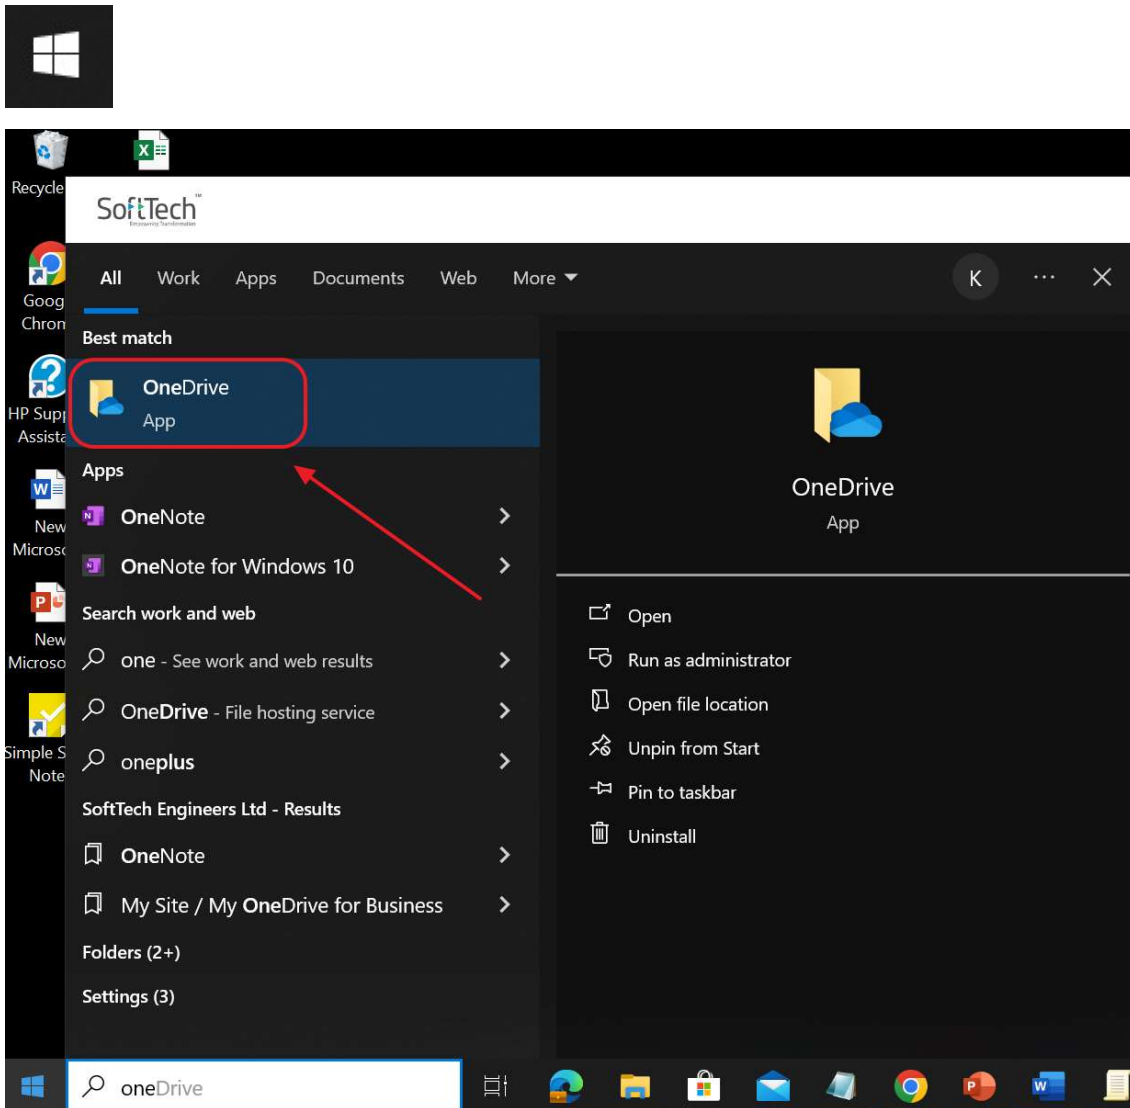 Recycle
SoftTech™
Empowering Transformation
All Work Apps Documents Web More K
Goog
Chron
Best match
OneDrive
App
HP Supp
Assista
Apps
OneNote
OneNote for Windows 10
New
Microso
Search work and web
one - See work and web results
OneDrive - File hosting service
oneplus
New
Microso
Simple S
Note
SoftTech Engineers Ltd - Results
OneNote
My Site / My OneDrive for Business
Folders (2+)
Settings (3)
OneDrive
App
Open
Run as administrator
Open file location
Unpin from Start
Pin to taskbar
Uninstall
oneDrive